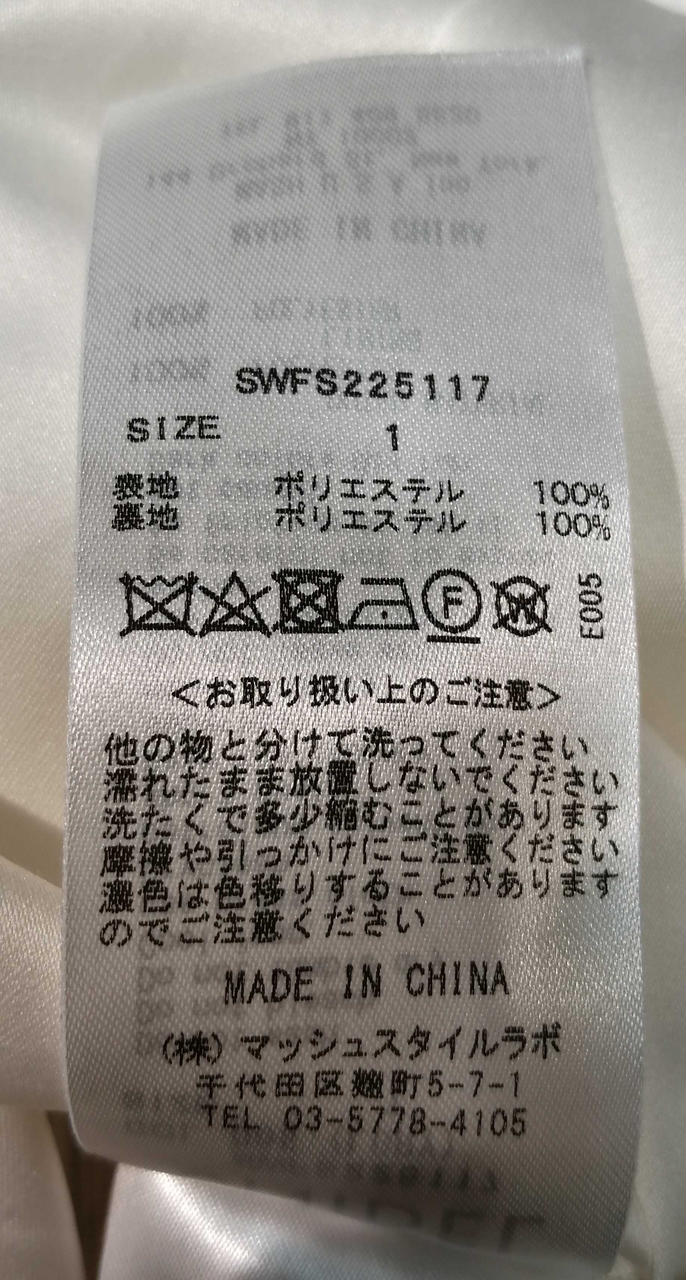 SWFS225117
SIZE 1
表地 ポリエステル 100%
裏地 ポリエステル 100%
F W E005
<お取り扱い上のご注意>
他の物と分けて洗ってください
濡れたまま放置しないでください
洗たくで多少縮むことがあります
摩擦や引っかけにご注意ください
濃色は色移りすることがあります
のでご注意ください
MADE IN CHINA
(株)マッシュスタイルラボ
千代田区麹町5-7-1
TEL 03-5778-4105